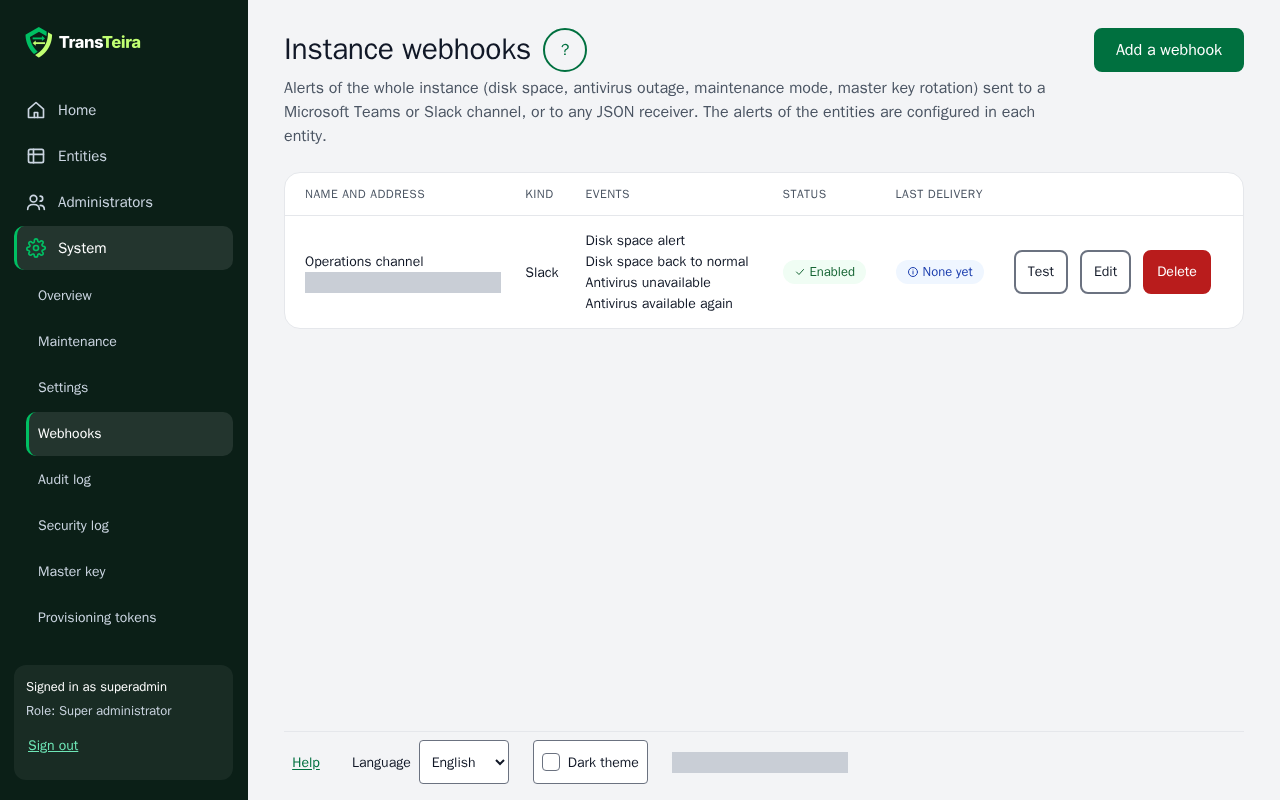 TransTeira
Home
Entities
Administrators
System
Overview
Maintenance
Settings
Webhooks
Audit log
Security log
Master key
Provisioning tokens
Signed in as superadmin
Role: Super administrator
Sign out
Instance webhooks
?
Add a webhook
Alerts of the whole instance (disk space, antivirus outage, maintenance mode, master key rotation) sent to a
Microsoft Teams or Slack channel, or to any JSON receiver. The alerts of the entities are configured in each
entity.
NAME AND ADDRESS KIND EVENTS STATUS LAST DELIVERY
Operations channel
Slack
Disk space alert
Disk space back to normal
Antivirus unavailable
Antivirus available again
Enabled
None yet
Test
Edit
Delete
Help
Language
English
Dark theme